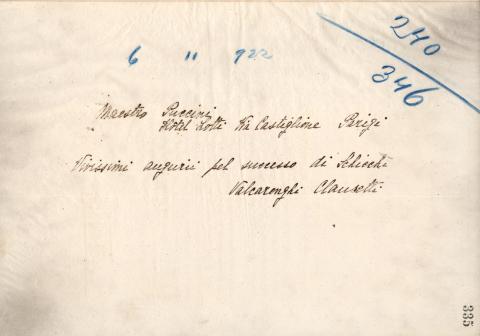 240
346
6 11 922
Maestro Puccini
Hotel Lotti Via Castiglione Parigi
Vivissimi augurii pel successo di Schicchi
Valcarenghi Clausetti
335